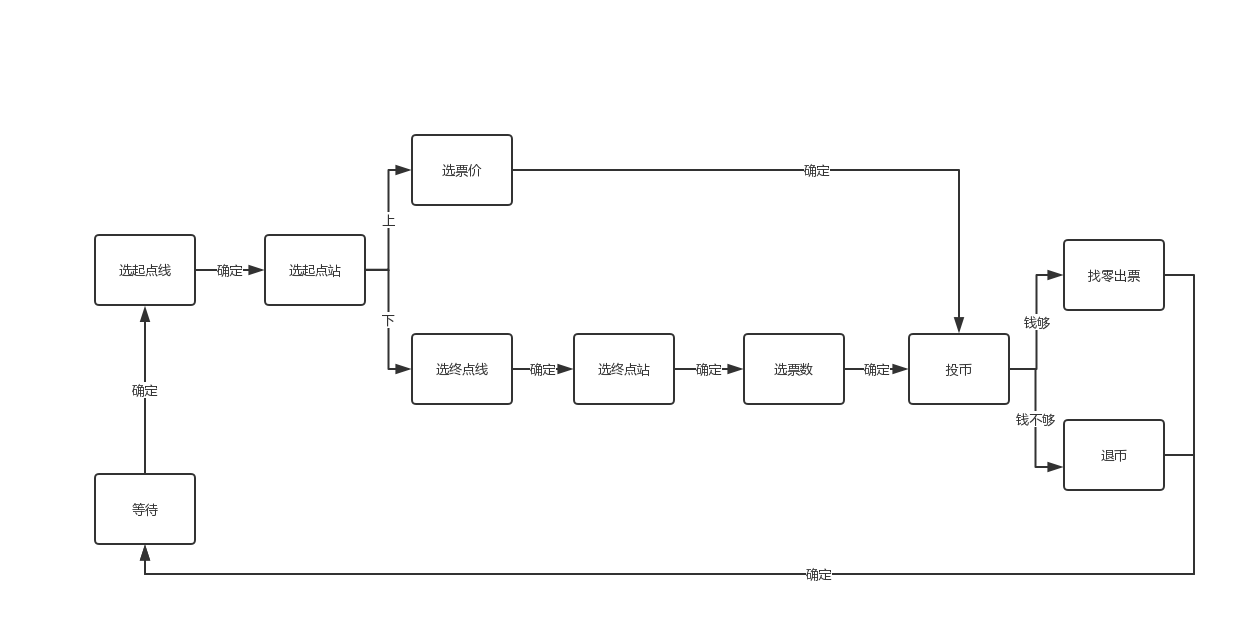 选票价
确定
上
选起点线
确定
选起点站
找零出票
下
钱够
选终点线
确定
选终点站
确定
选票数
确定
投币
确定
钱不够
退币
等待
确定